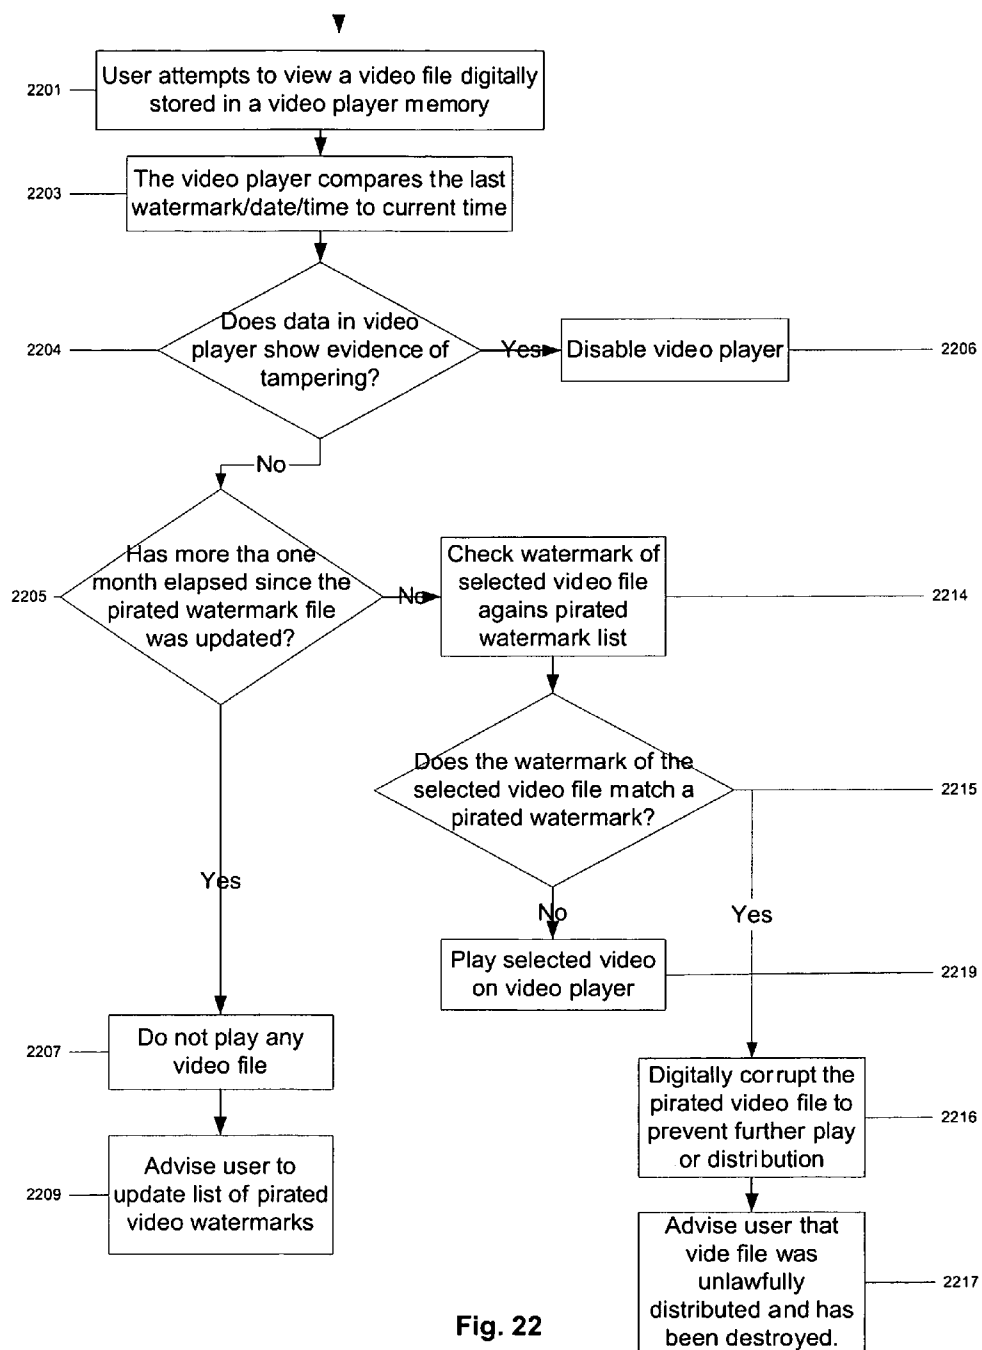 2201
User attempts to view a video file digitally
stored in a video player memory
2203
The video player compares the last
watermark/date/time to current time
2204
Does data in video
player show evidence of
tampering?
Yes
Disable video player
2206
No
2205
Has more tha one
month elapsed since the
pirated watermark file
was updated?
No
Check watermark of
selected video file
agains pirated
watermark list
2214
Does the watermark of the
selected video file match a
pirated watermark?
2215
Yes
No
Yes
Play selected video
on video player
2219
2207
Do not play any
video file
Digitally corrupt the
pirated video file to
prevent further play
or distribution
2216
2209
Advise user to
update list of pirated
video watermarks
Advise user that
vide file was
unlawfully
distributed and has
been destroyed.
2217
Fig. 22